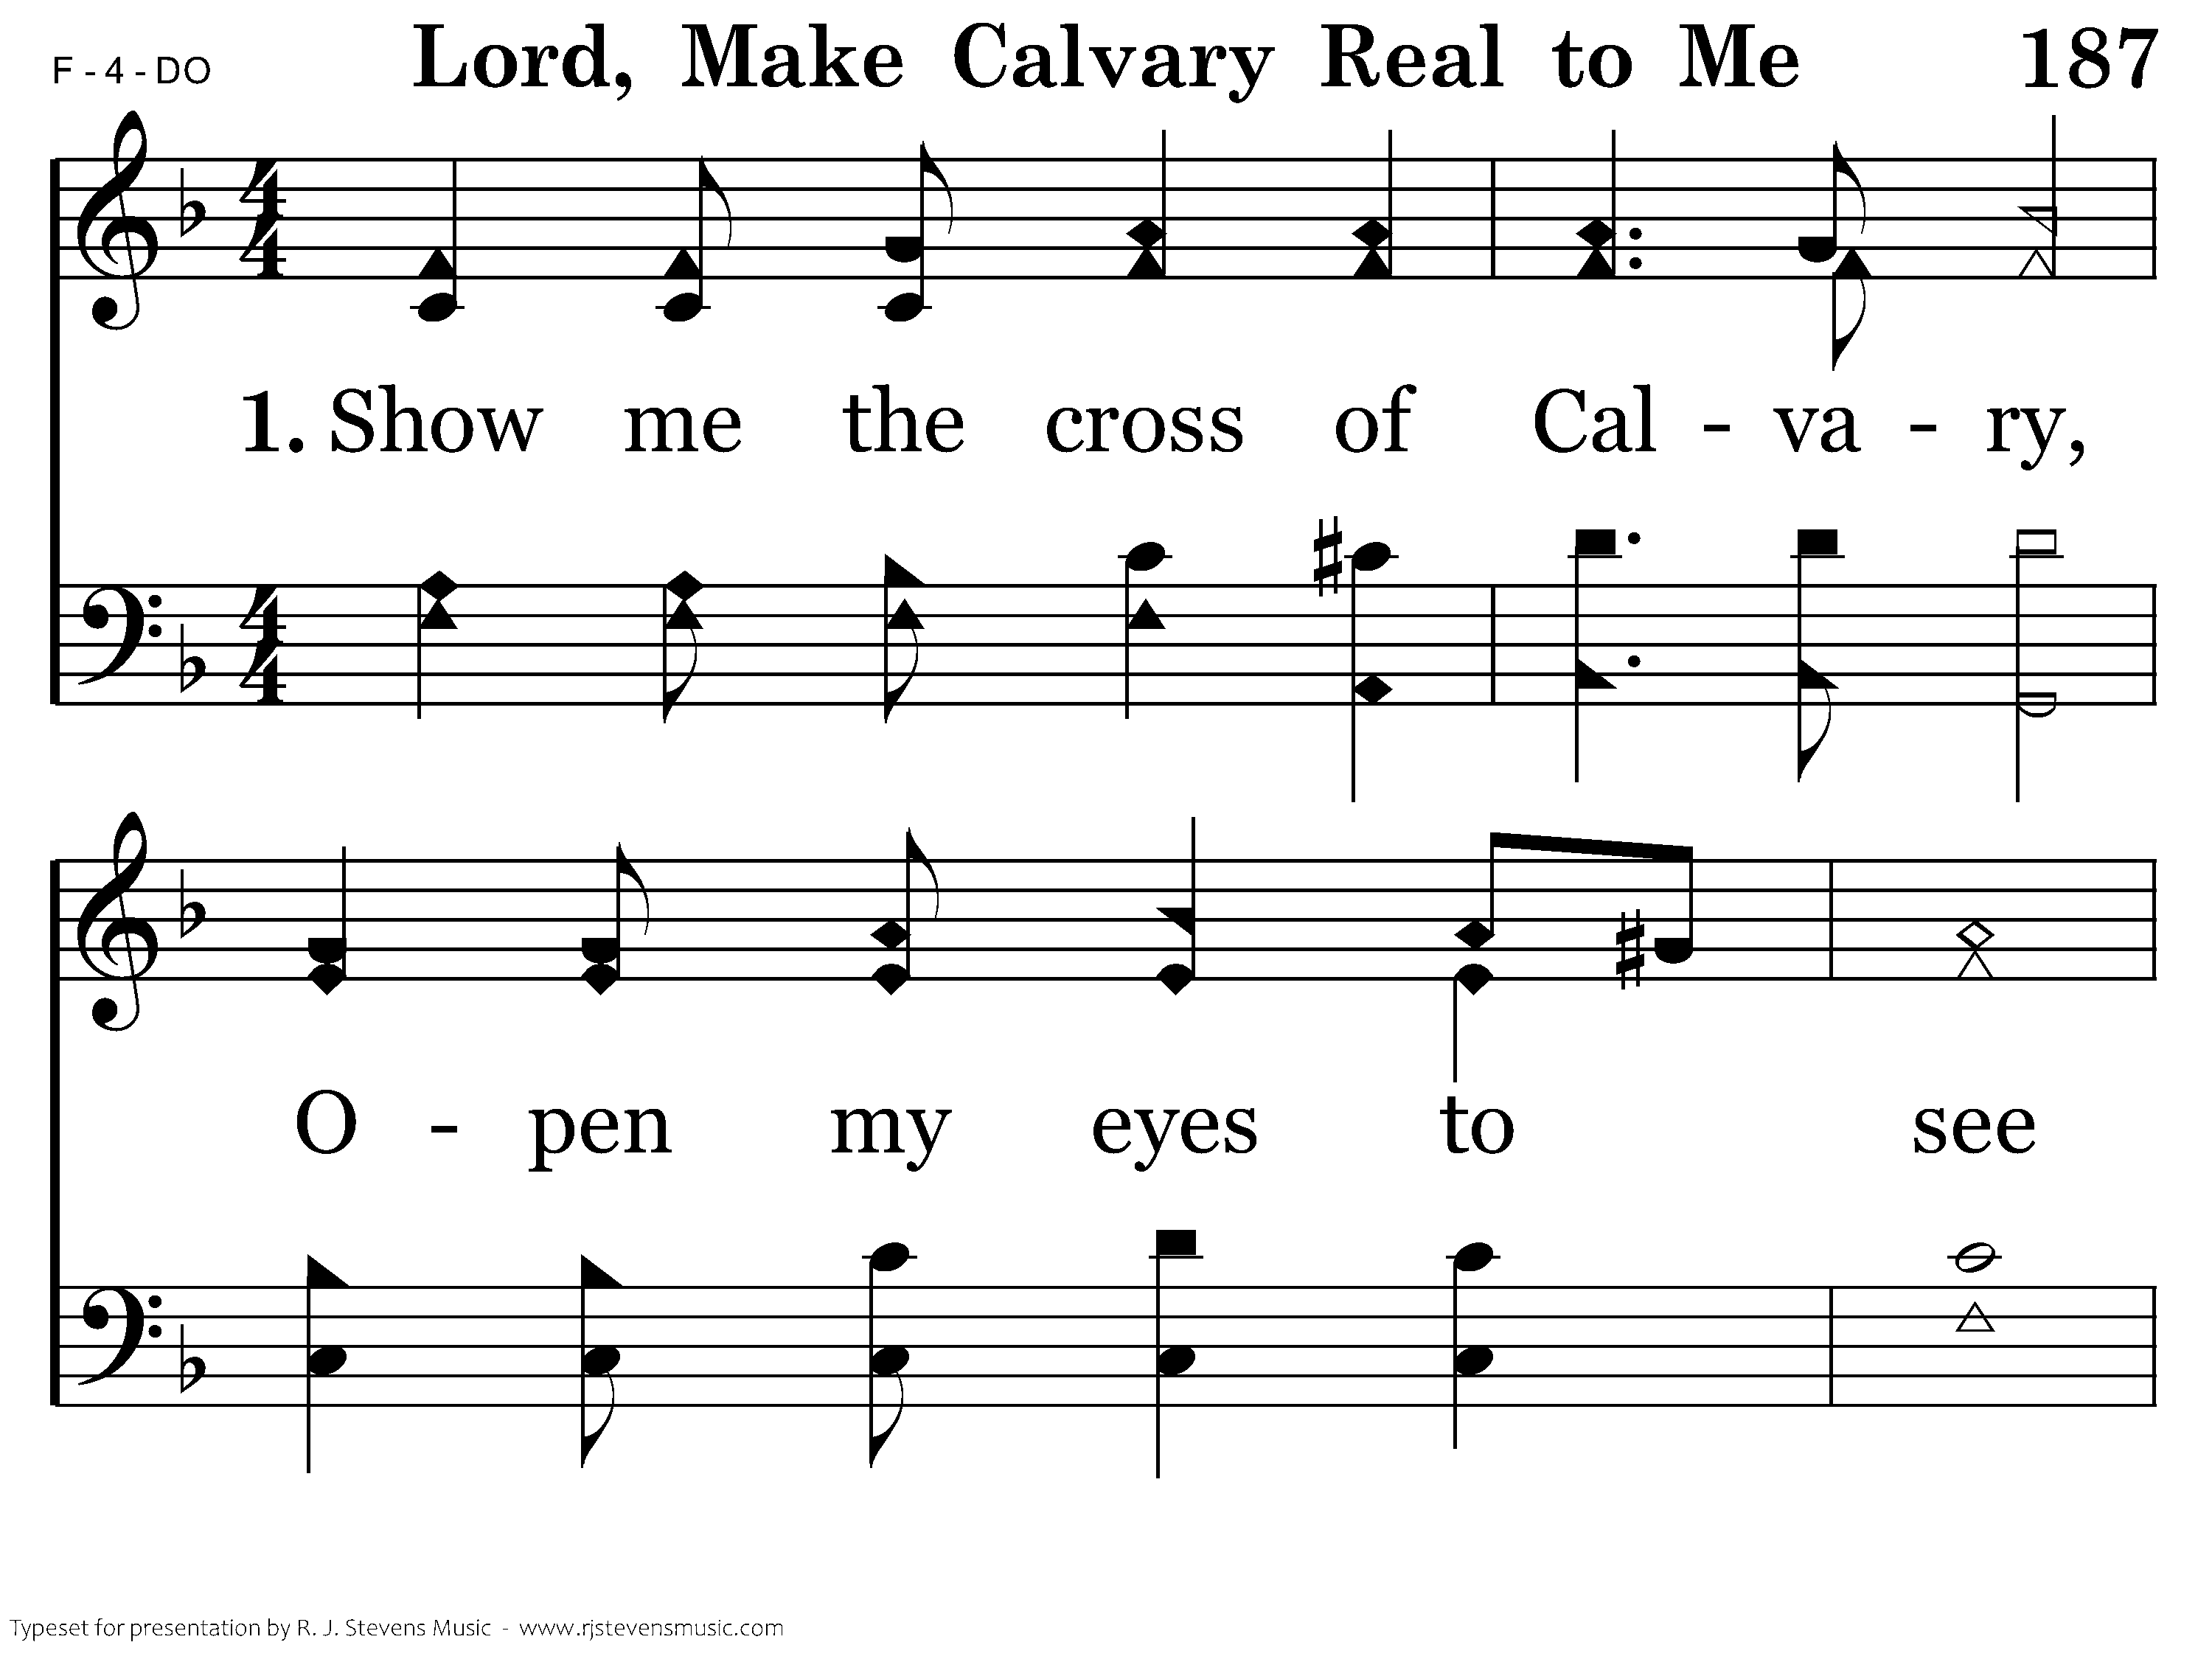 F - 4 - DO Lord, Make Calvary Real to Me 187
1. Show me the cross of Cal - va - ry,
O - pen my eyes to see
Typeset for presentation by R. J. Stevens Music - www.rjstevensmusic.com